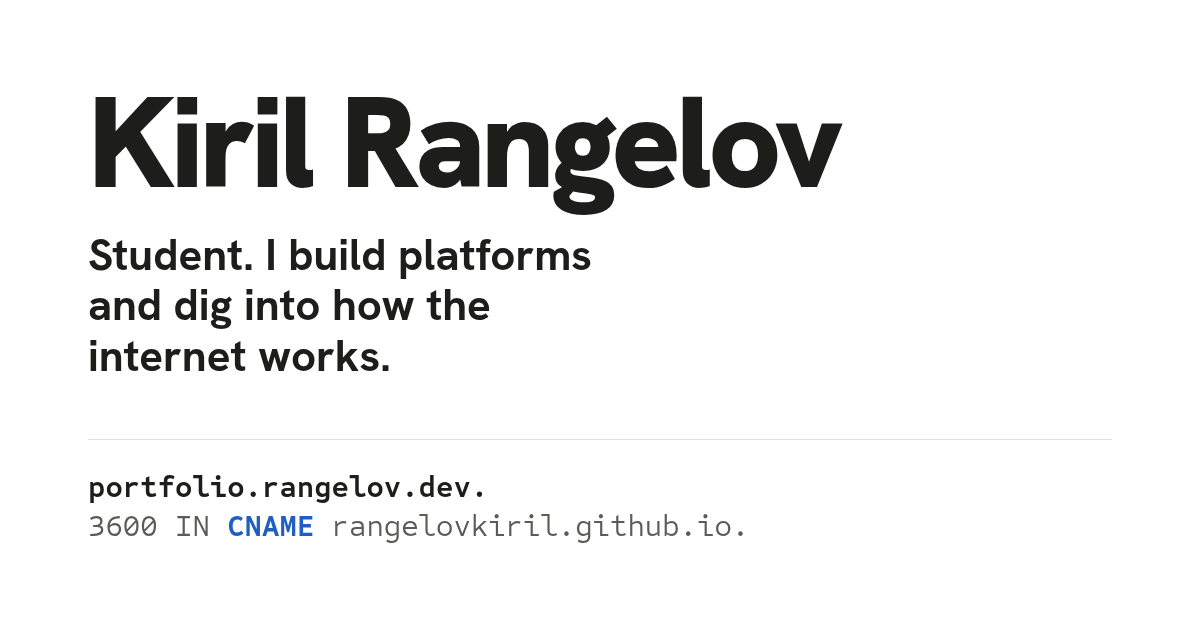 Kiril Rangelov
Student. I build platforms
and dig into how the
internet works.
portfolio.rangelov.dev.
3600 IN CNAME rangelovkiril.github.io.